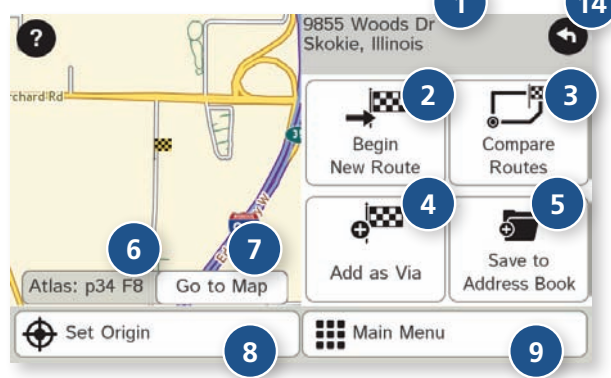 1
14
9855 Woods Dr
Skokie, Illinois
?
chard Rd
2
3
Begin
New Route
Compare
Routes
4
5
Add as Via
Save to
Address Book
6
7
Atlas: p34 F8
Go to Map
Set Origin
Main Menu
8
9